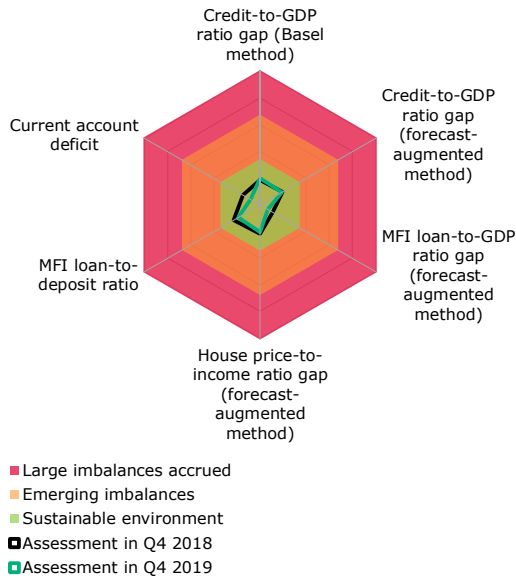 Credit-to-GDP
ratio gap (Basel
method)
Credit-to-GDP
ratio gap
(forecast-
augmented
method)
MFI loan-to-GDP
ratio gap
(forecast-
augmented
method)
House price-to-
income ratio gap
(forecast-
augmented
method)
MFI loan-to-
deposit ratio
Current account
deficit
Large imbalances accrued
Emerging imbalances
Sustainable environment
Assessment in Q4 2018
Assessment in Q4 2019